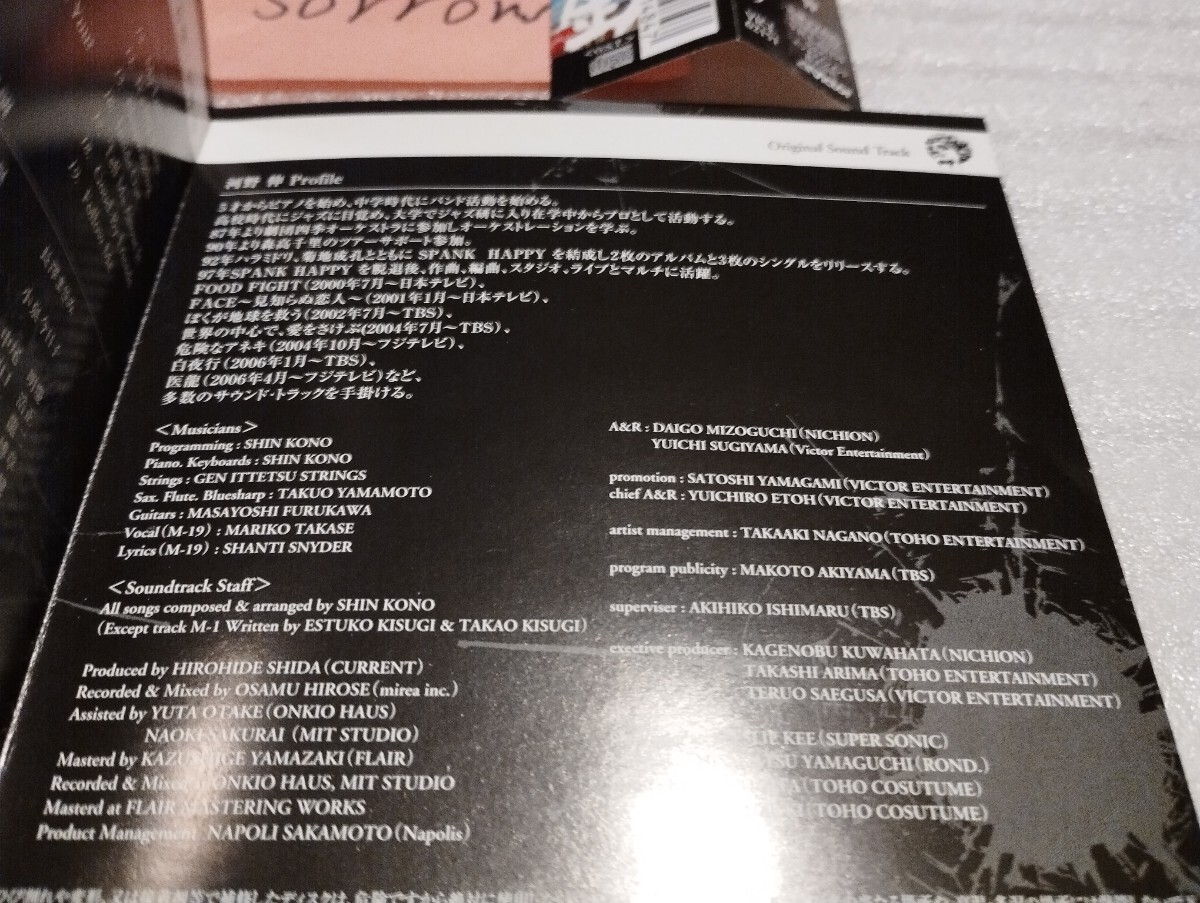 sorrow
Original Sound Track
河野 伸 Profile
3才からピアノを始め、中学時代にバンド活動を始める。
高校時代にジャズに目覚め、大学でジャズ研に入り在学中からプロとして活動する。
87年より劇団四季オーケストラに参加しオーケストレーションを学ぶ。
90年より森高千里のツアーサポート参加。
92年ハラミドリ、菊地成孔とともに SPANK HAPPY を結成し2枚のアルバムと3枚のシングルをリリースする。
97年SPANK HAPPY を脱退後、作曲、編曲、スタジオ、ライブとマルチに活躍。
FOOD FIGHT(2000年7月～日本テレビ)、
FACE～見知らぬ恋人～(2001年1月～日本テレビ)、
ぼくが地球を救う(2002年7月～TBS)、
世界の中心で、愛をさけぶ(2004年7月～TBS)、
危険なアネキ(2004年10月～フジテレビ)、
白夜行(2006年1月～TBS)、
医龍(2006年4月～フジテレビ)など、
多数のサウンド・トラックを手掛ける。
<Musicians>
Programming : SHIN KONO
Piano. Keyboards : SHIN KONO
Strings : GEN ITTETSU STRINGS
Sax. Flute. Bluesharp : TAKUO YAMAMOTO
Guitars : MASAYOSHI FURUKAWA
Vocal(M-19) : MARIKO TAKASE
Lyrics(M-19) : SHANTI SNYDER
<Soundtrack Staff>
All songs composed & arranged by SHIN KONO
(Except track M-1 Written by ESTUKO KISUGI & TAKAO KISUGI)
Produced by HIROHIDE SHIDA(CURRENT)
Recorded & Mixed by OSAMU HIROSE(mirea inc.)
Assisted by YUTA OTAKE(ONKIO HAUS)
NAOKI SAKURAI (MIT STUDIO)
Masterd by KAZUSHIGE YAMAZAKI(FLAIR)
Recorded & Mixed ONKIO HAUS, MIT STUDIO
Masterd at FLAIR MASTERING WORKS
Product Management NAPOLI SAKAMOTO(Napolis)
A&R : DAIGO MIZOGUCHI(NICHION)
YUICHI SUGIYAMA(Victor Entertainment)
promotion : SATOSHI YAMAGAMI(VICTOR ENTERTAINMENT)
chief A&R : YUICHIRO ETOH(VICTOR ENTERTAINMENT)
artist management : TAKAAKI NAGANO(TOHO ENTERTAINMENT)
program publicity : MAKOTO AKIYAMA(TBS)
superviser : AKIHIKO ISHIMARU(TBS)
exective producer : KAGENOBU KUWAHATA(NICHION)
TAKASHI ARIMA(TOHO ENTERTAINMENT)
TERUO SAEGUSA(VICTOR ENTERTAINMENT)
KEE(SUPER SONIC)
YAMAGUCHI(ROND.)
(TOHO COSUTUME)
(TOHO COSUTUME)